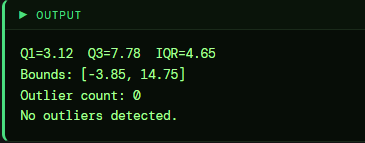 ▶ OUTPUT
Q1=3.12  Q3=7.78  IQR=4.65
Bounds: [-3.85, 14.75]
Outlier count: 0
No outliers detected.